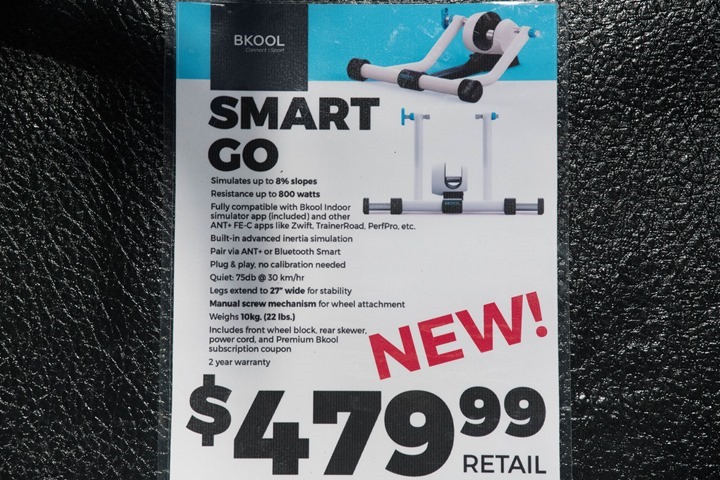 BKOOL
Connect to Sport
SMART
GO
Simulates up to 8% slopes
Resistance up to 800 watts
Fully compatible with Bkool Indoor
simulator app (included) and other
ANT+ FE-C apps like Zwift, TrainerRoad, PerfPro, etc.
Built-in advanced inertia simulation
Pair via ANT+ or Bluetooth Smart
Plug & play, no calibration needed
Quiet: 75db @ 30 km/hr
Legs extend to 27" wide for stability
Manual screw mechanism for wheel attachment
Weighs 10kg. (22 lbs.)
Includes front wheel block, rear skewer,
power cord, and Premium Bkool
subscription coupon
2 year warranty
BKOOL
NEW!
$479.99
RETAIL